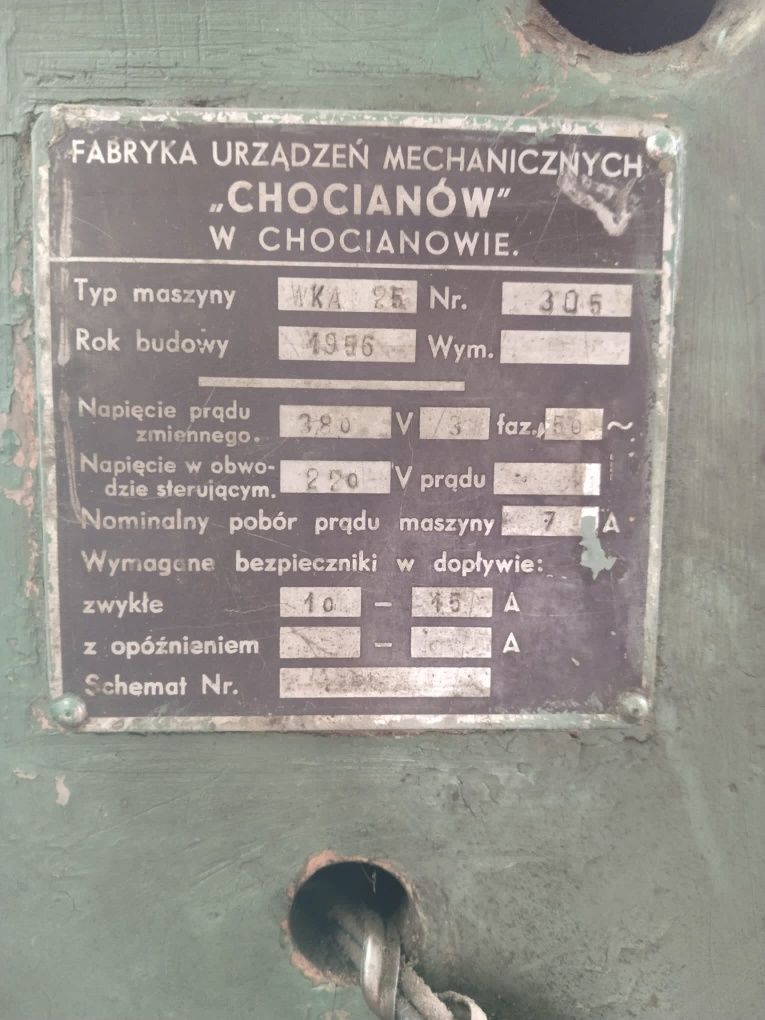 FABRYKA URZĄDZEŃ MECHANICZNYCH
„CHOCIANÓW"
W CHOCIANOWIE.
Typ maszyny WKA 25 Nr. 305
Rok budowy 1956 Wym.
Napięcie prądu
zmiennego. 380 V /3 faz., 50 ~
Napięcie w obwo-
dzie sterującym. 220 V prądu
Nominalny pobór prądu maszyny 7 A
Wymagane bezpieczniki w dopływie:
zwykłe 10 – 15 A
z opóźnieniem – A
Schemat Nr.